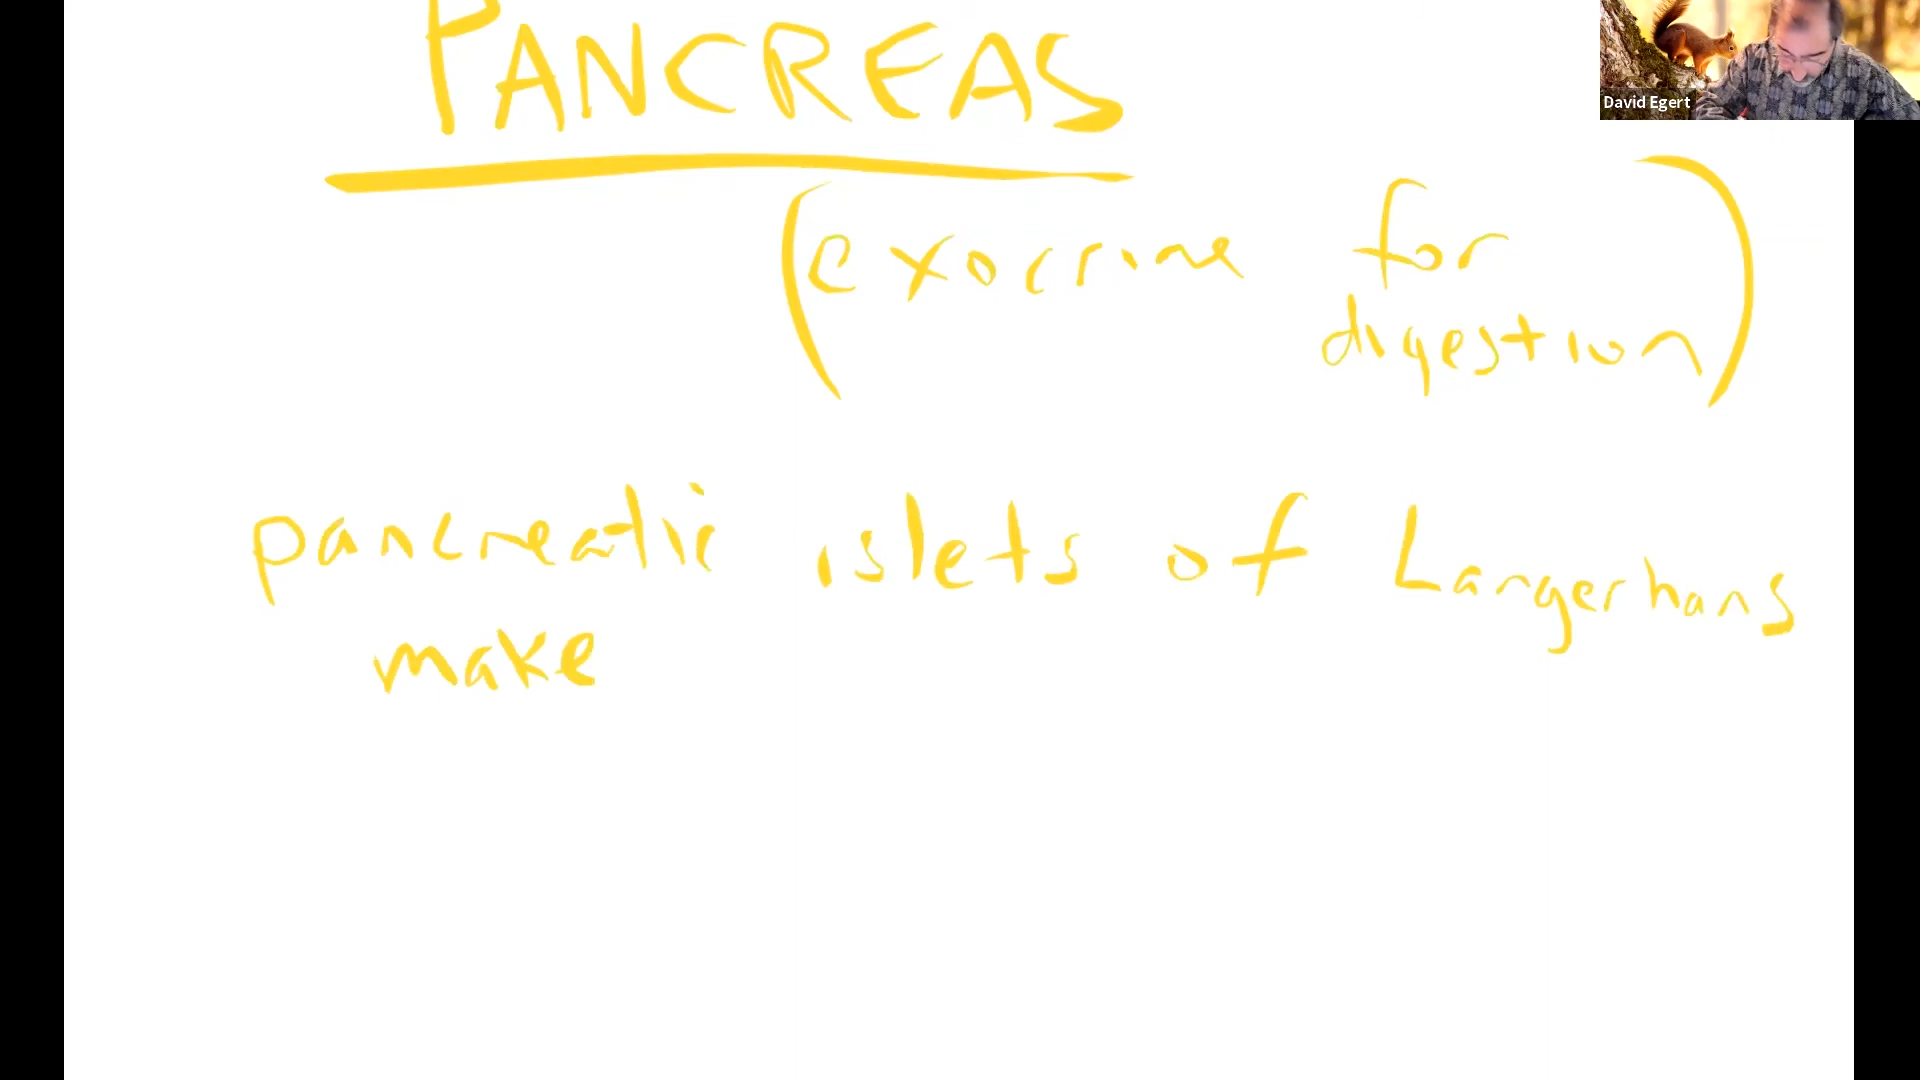 PANCREAS
David Egert
(exocrine for
digestion)
pancreatic islets of Langerhans
make